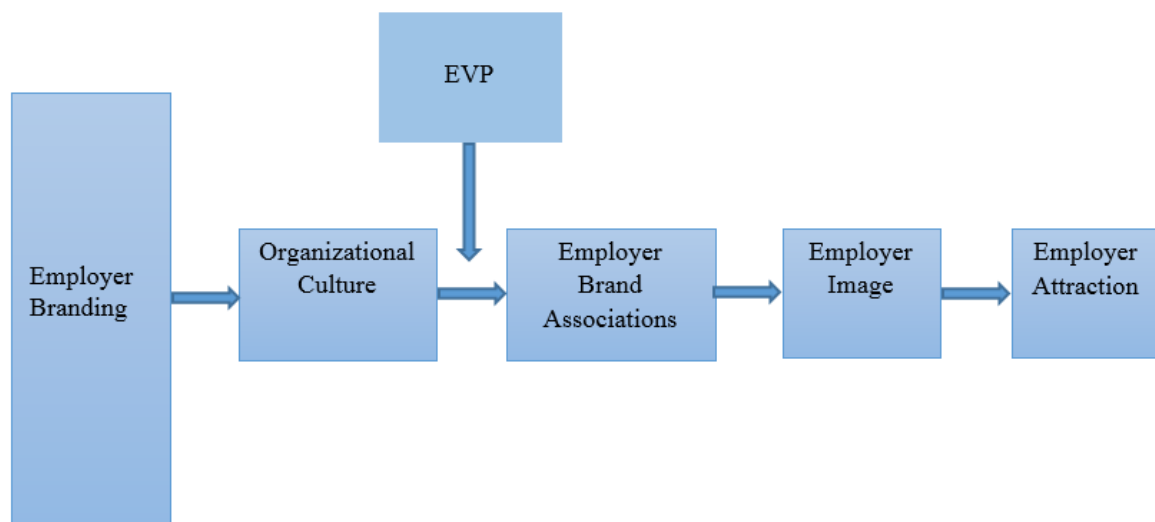 EVP
Employer
Branding
Organizational
Culture
Employer
Brand
Associations
Employer
Image
Employer
Attraction